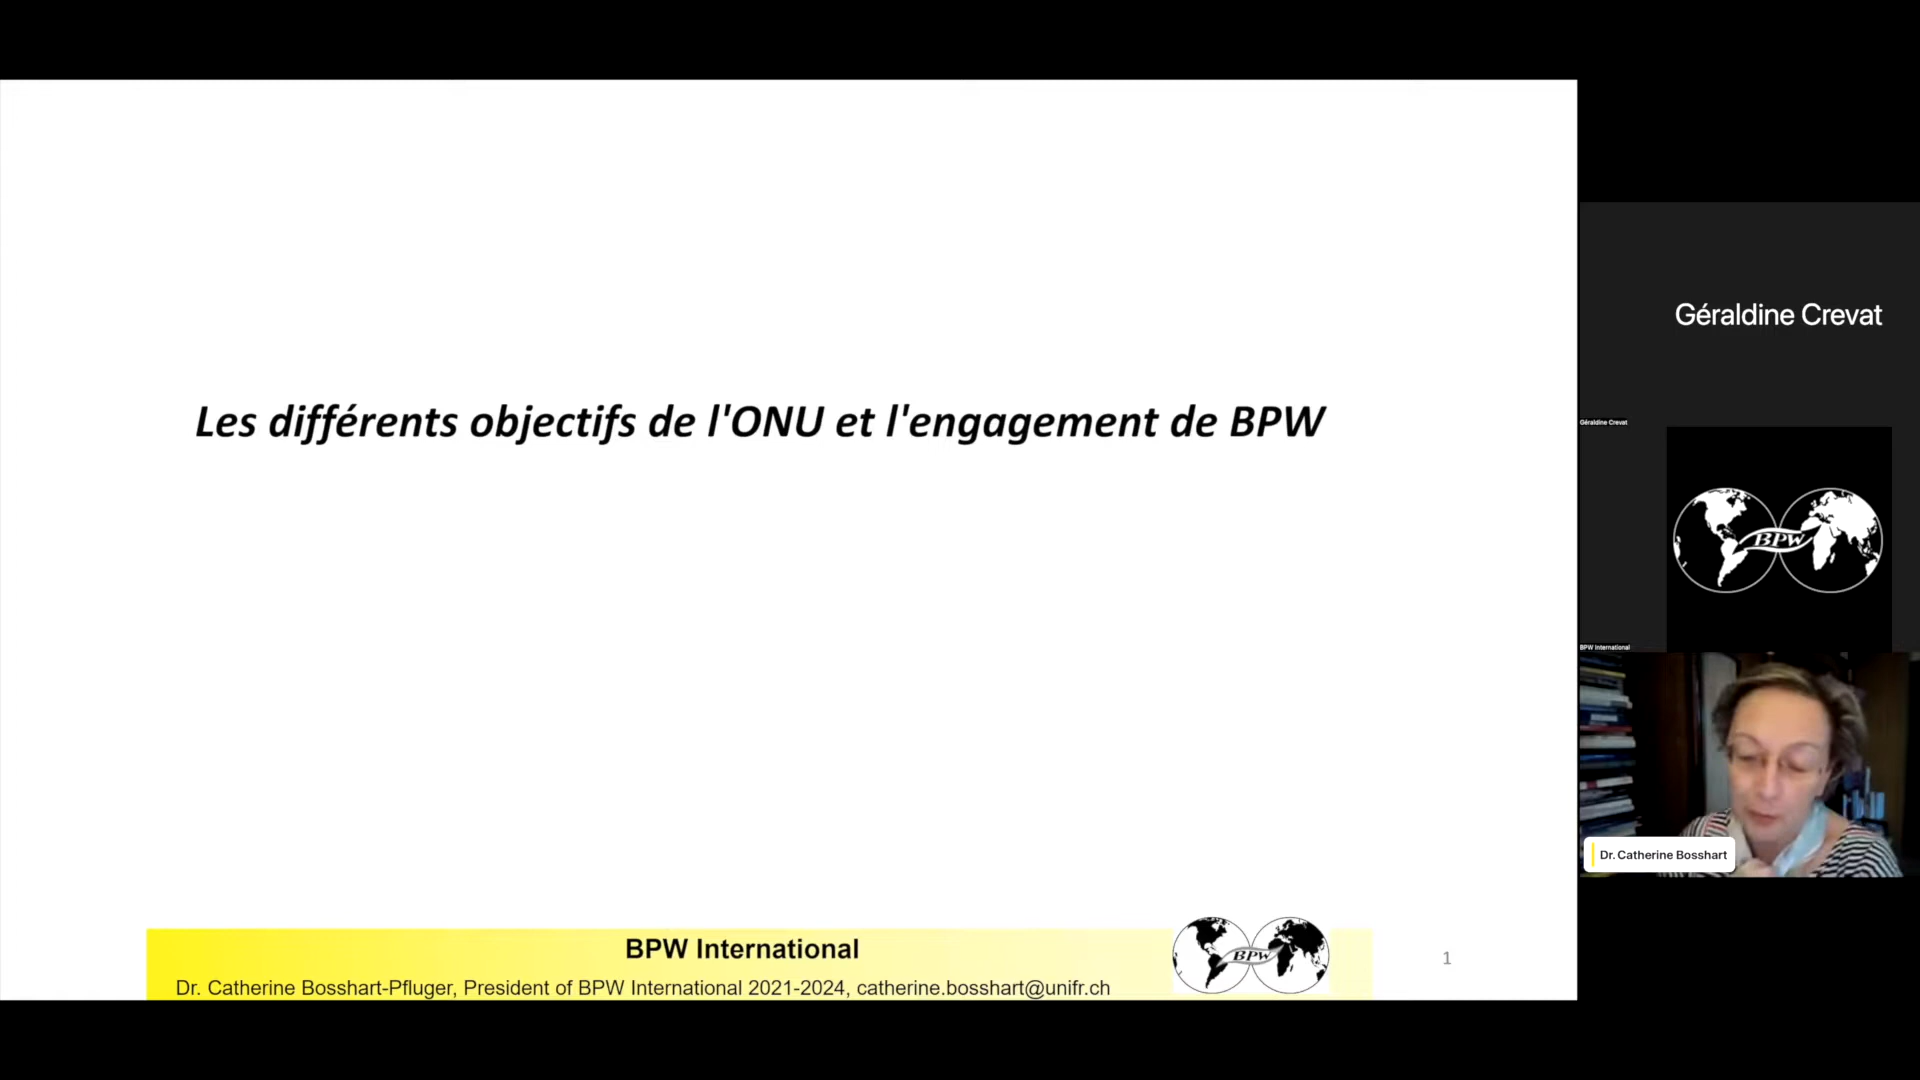 Les différents objectifs de l'ONU et l'engagement de BPW
BPW International
Dr. Catherine Bosshart-Pfluger, President of BPW International 2021-2024, catherine.bosshart@unifr.ch
BPW
1
Géraldine Crevat
Géraldine Crevat
BPW
BPW International
Dr. Catherine Bosshart